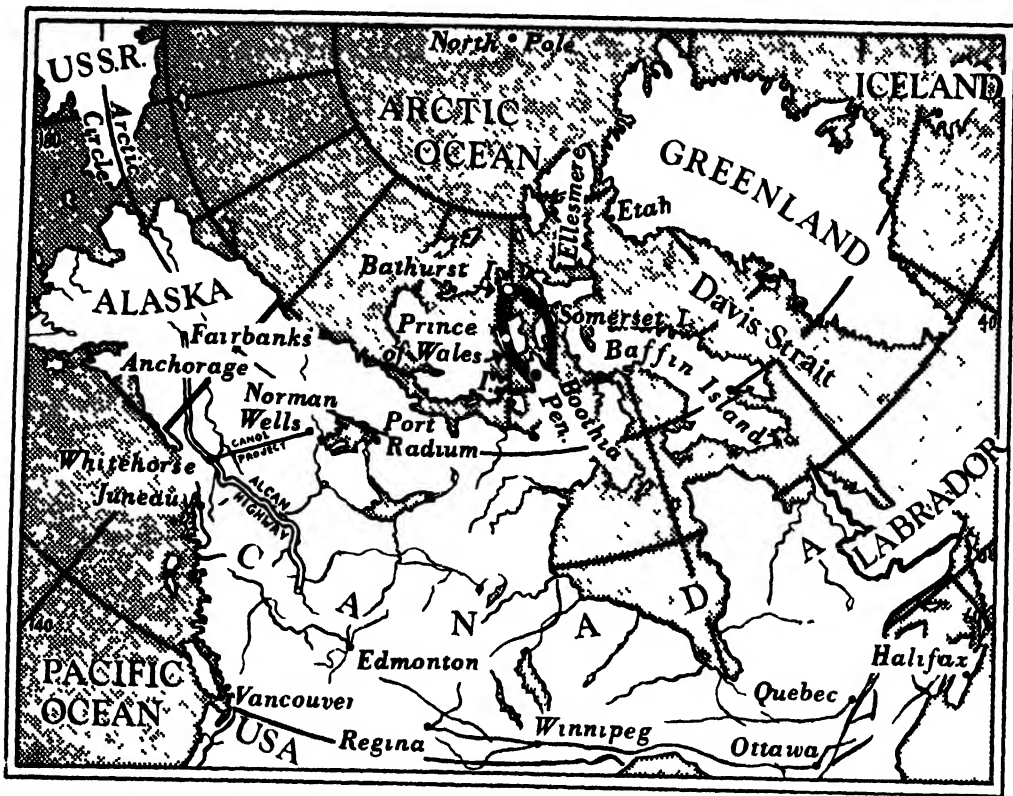 North Pole
USSR.
ICELAND
Arctic
Circle
ARCTIC
OCEAN
GREENLAND
Ellesmere
Etah
Bathurst I.
ALASKA
Davis Strait
Somerset I.
Prince
of Wales
I.
Fairbanks
Baffin Island
Anchorage
40
Norman
Wells
Port
Radium
Boothia
Pen.
CANOL
PROJECT
Whitehorse
Juneau
ALCAN
HIGHWAY
LABRADOR
C A N A D A
140
Edmonton
Halifax
PACIFIC
OCEAN
Vancouver
Quebec
USA
Regina
Winnipeg
Ottawa